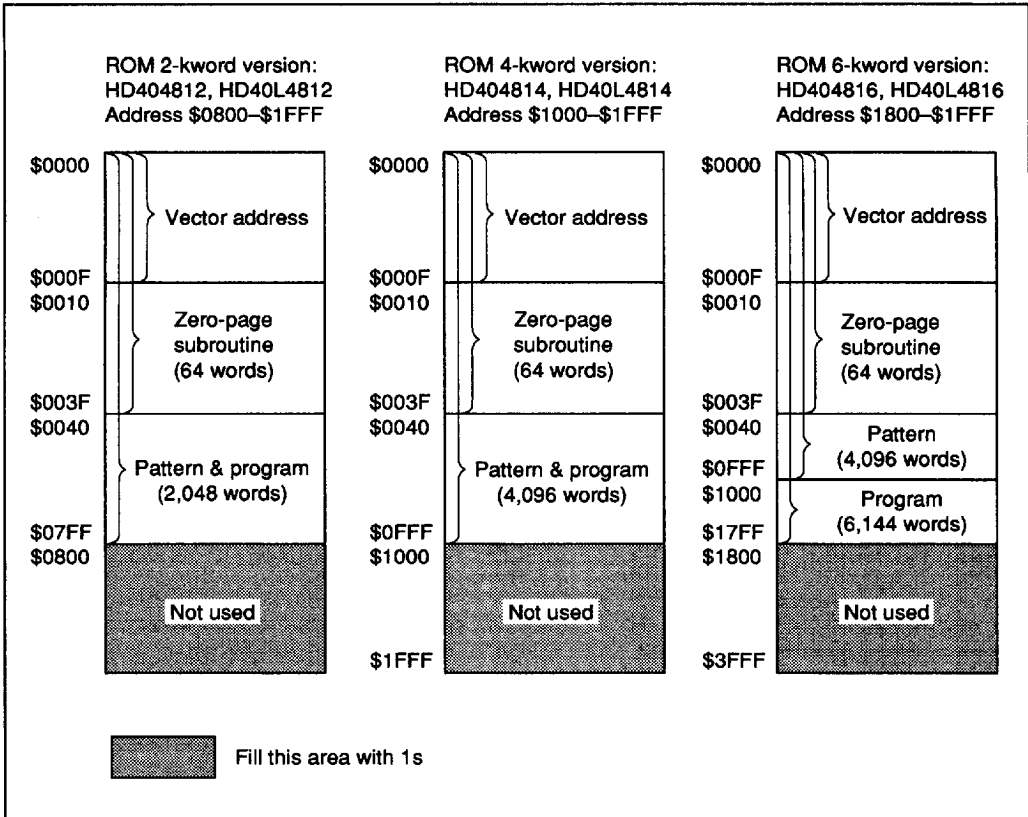 ROM 2-kword version:
HD404812, HD40L4812
Address $0800–$1FFF
$0000
Vector address
$000F
$0010
Zero-page
subroutine
(64 words)
$003F
$0040
Pattern & program
(2,048 words)
$07FF
$0800
Not used
ROM 4-kword version:
HD404814, HD40L4814
Address $1000–$1FFF
$0000
Vector address
$000F
$0010
Zero-page
subroutine
(64 words)
$003F
$0040
Pattern & program
(4,096 words)
$0FFF
$1000
Not used
$1FFF
ROM 6-kword version:
HD404816, HD40L4816
Address $1800–$1FFF
$0000
Vector address
$000F
$0010
Zero-page
subroutine
(64 words)
$003F
$0040
Pattern
(4,096 words)
$0FFF
$1000
Program
(6,144 words)
$17FF
$1800
Not used
$3FFF
Fill this area with 1s